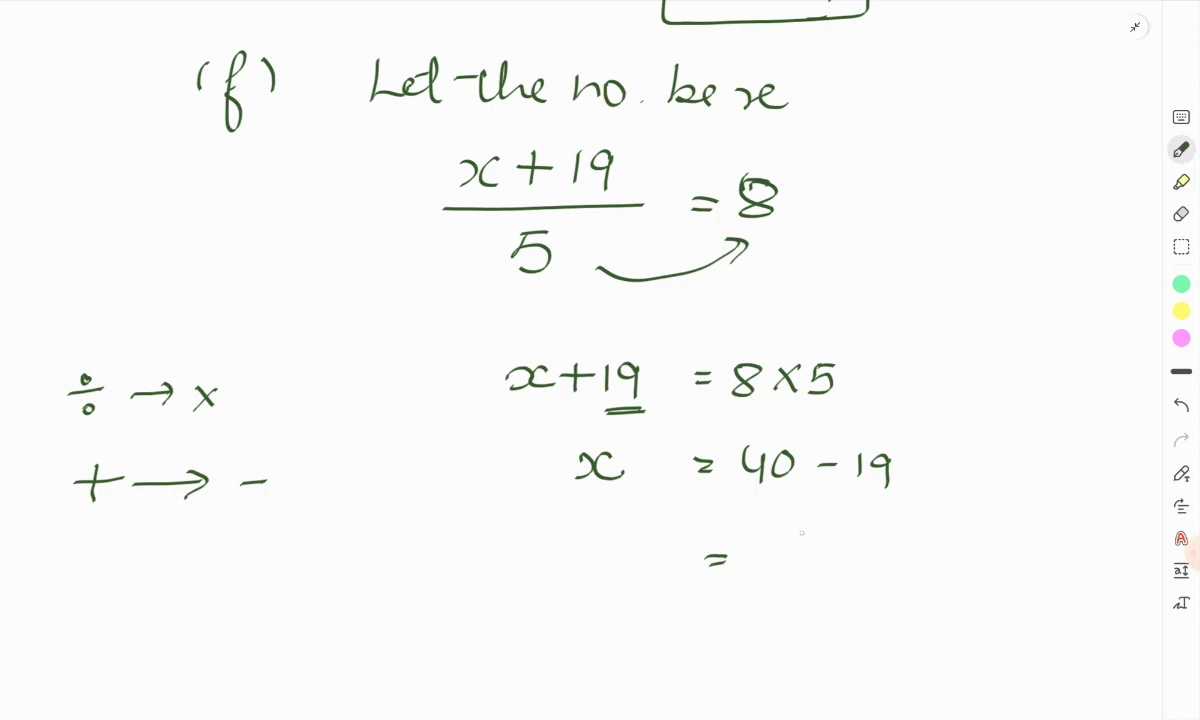 (f) Let the no. be x
x + 19
5
= 8
÷ → × x + 19 = 8 × 5
+ → - x = 40 - 19
=